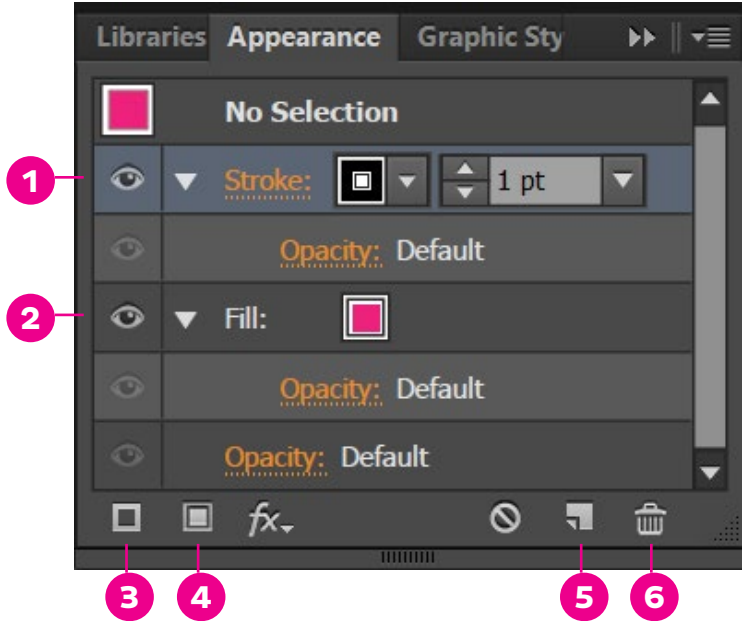 Libraries Appearance Graphic Sty
No Selection
1 Stroke: 1 pt
Opacity: Default
2 Fill:
Opacity: Default
Opacity: Default
fx
3 4 5 6